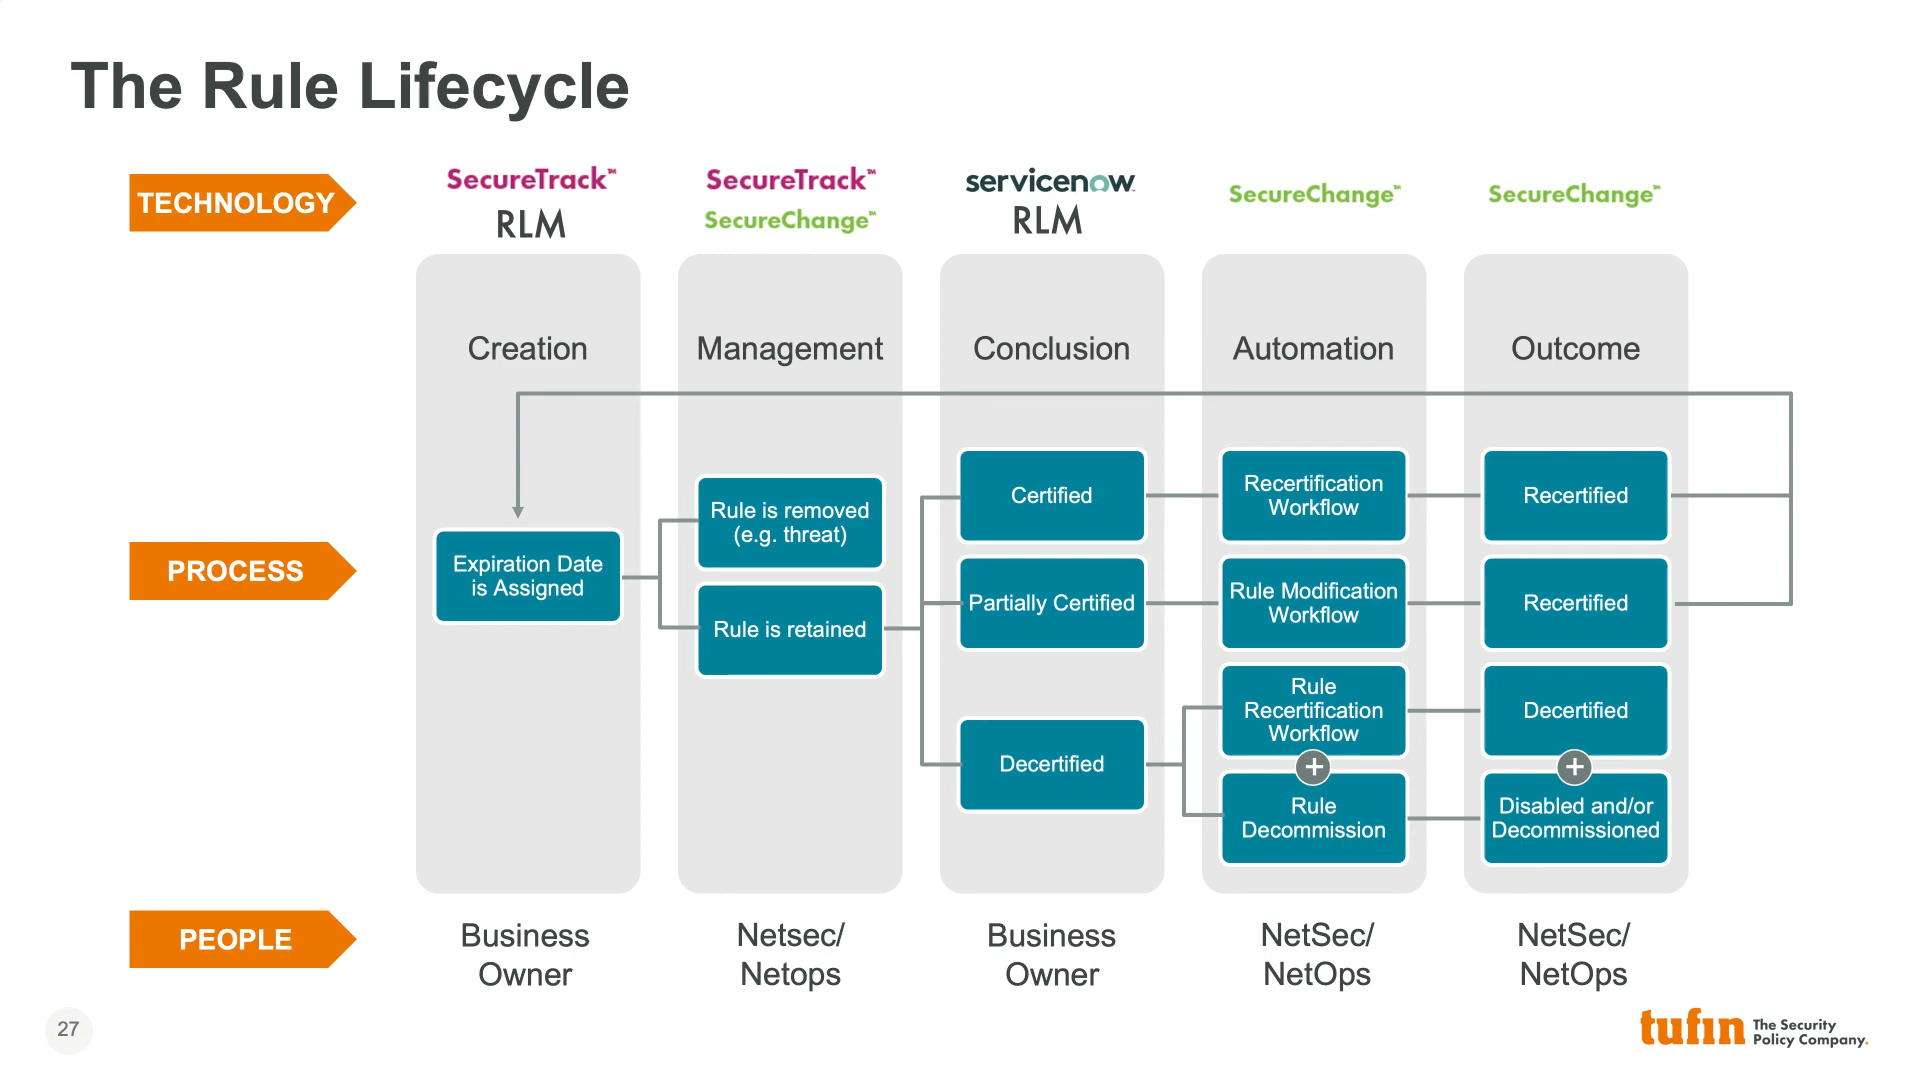 The Rule Lifecycle
TECHNOLOGY
SecureTrack™
RLM
SecureTrack™
SecureChange™
servicenow
RLM
SecureChange™
SecureChange™
Creation
Management
Conclusion
Automation
Outcome
PROCESS
Expiration Date
is Assigned
Rule is removed
(e.g. threat)
Rule is retained
Certified
Partially Certified
Decertified
Recertification
Workflow
Rule Modification
Workflow
Rule
Recertification
Workflow
+
Rule
Decommission
Recertified
Recertified
Decertified
+
Disabled and/or
Decommissioned
PEOPLE
Business
Owner
Netsec/
Netops
Business
Owner
NetSec/
NetOps
NetSec/
NetOps
27
tufin
The Security
Policy Company.